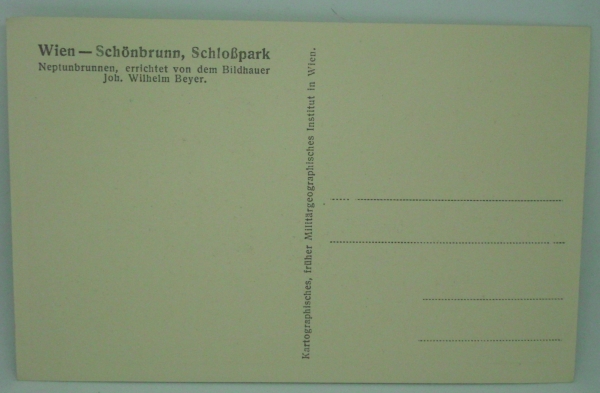 Wien — Schönbrunn, Schloßpark
Neptunbrunnen, errichtet von dem Bildhauer
Joh. Wilhelm Beyer.
Kartographisches, früher Militärgeographisches Institut in Wien.